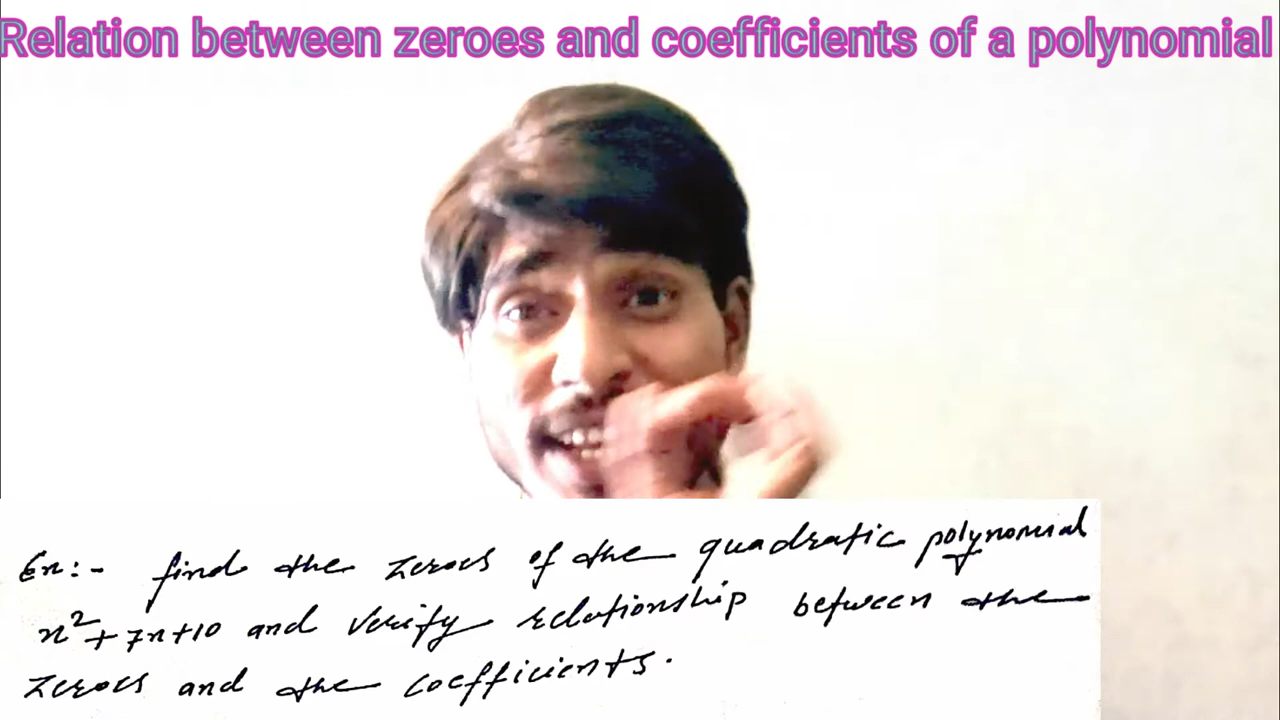 Relation between zeroes and coefficients of a polynomial
Ex:- find the zeroes of the quadratic polynomial
x²+7x+10 and verify relationship between the
zeroes and the coefficients.